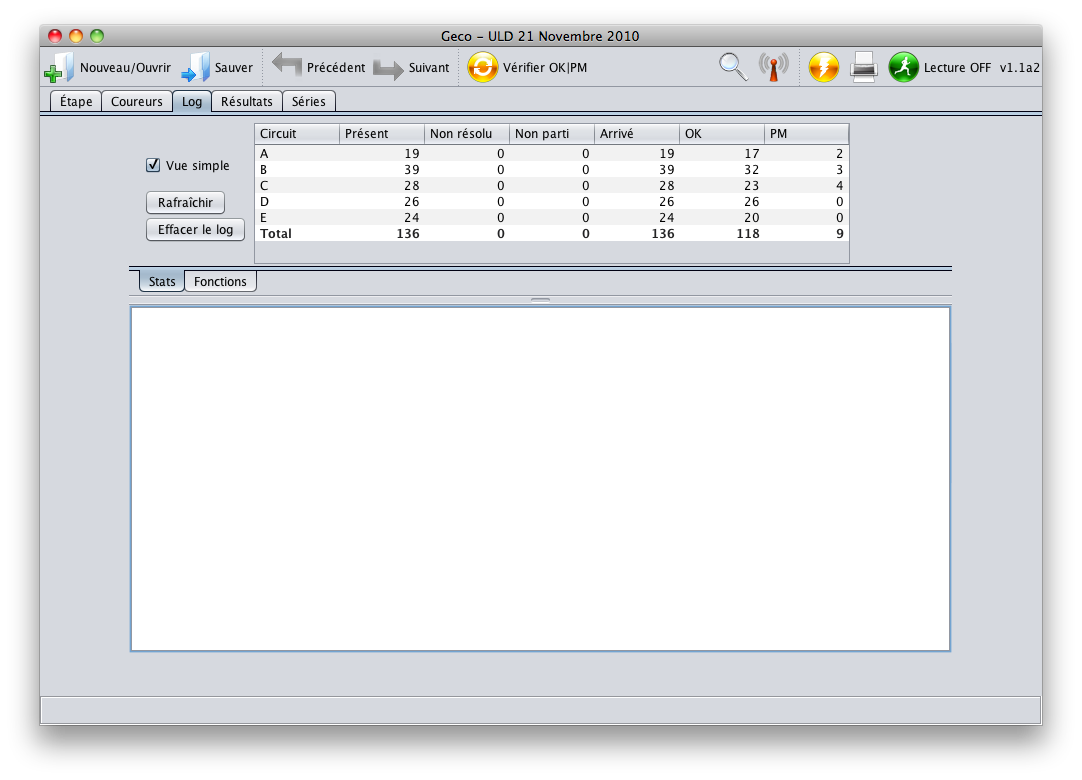 Geco - ULD 21 Novembre 2010
Nouveau/Ouvrir Sauver Précédent Suivant Vérifier OK|PM Lecture OFF v1.1a2
Étape Coureurs Log Résultats Séries
Vue simple
Rafraîchir
Effacer le log
Circuit Présent Non résolu Non parti Arrivé OK PM
A 19 0 0 19 17 2
B 39 0 0 39 32 3
C 28 0 0 28 23 4
D 26 0 0 26 26 0
E 24 0 0 24 20 0
Total 136 0 0 136 118 9
Stats Fonctions